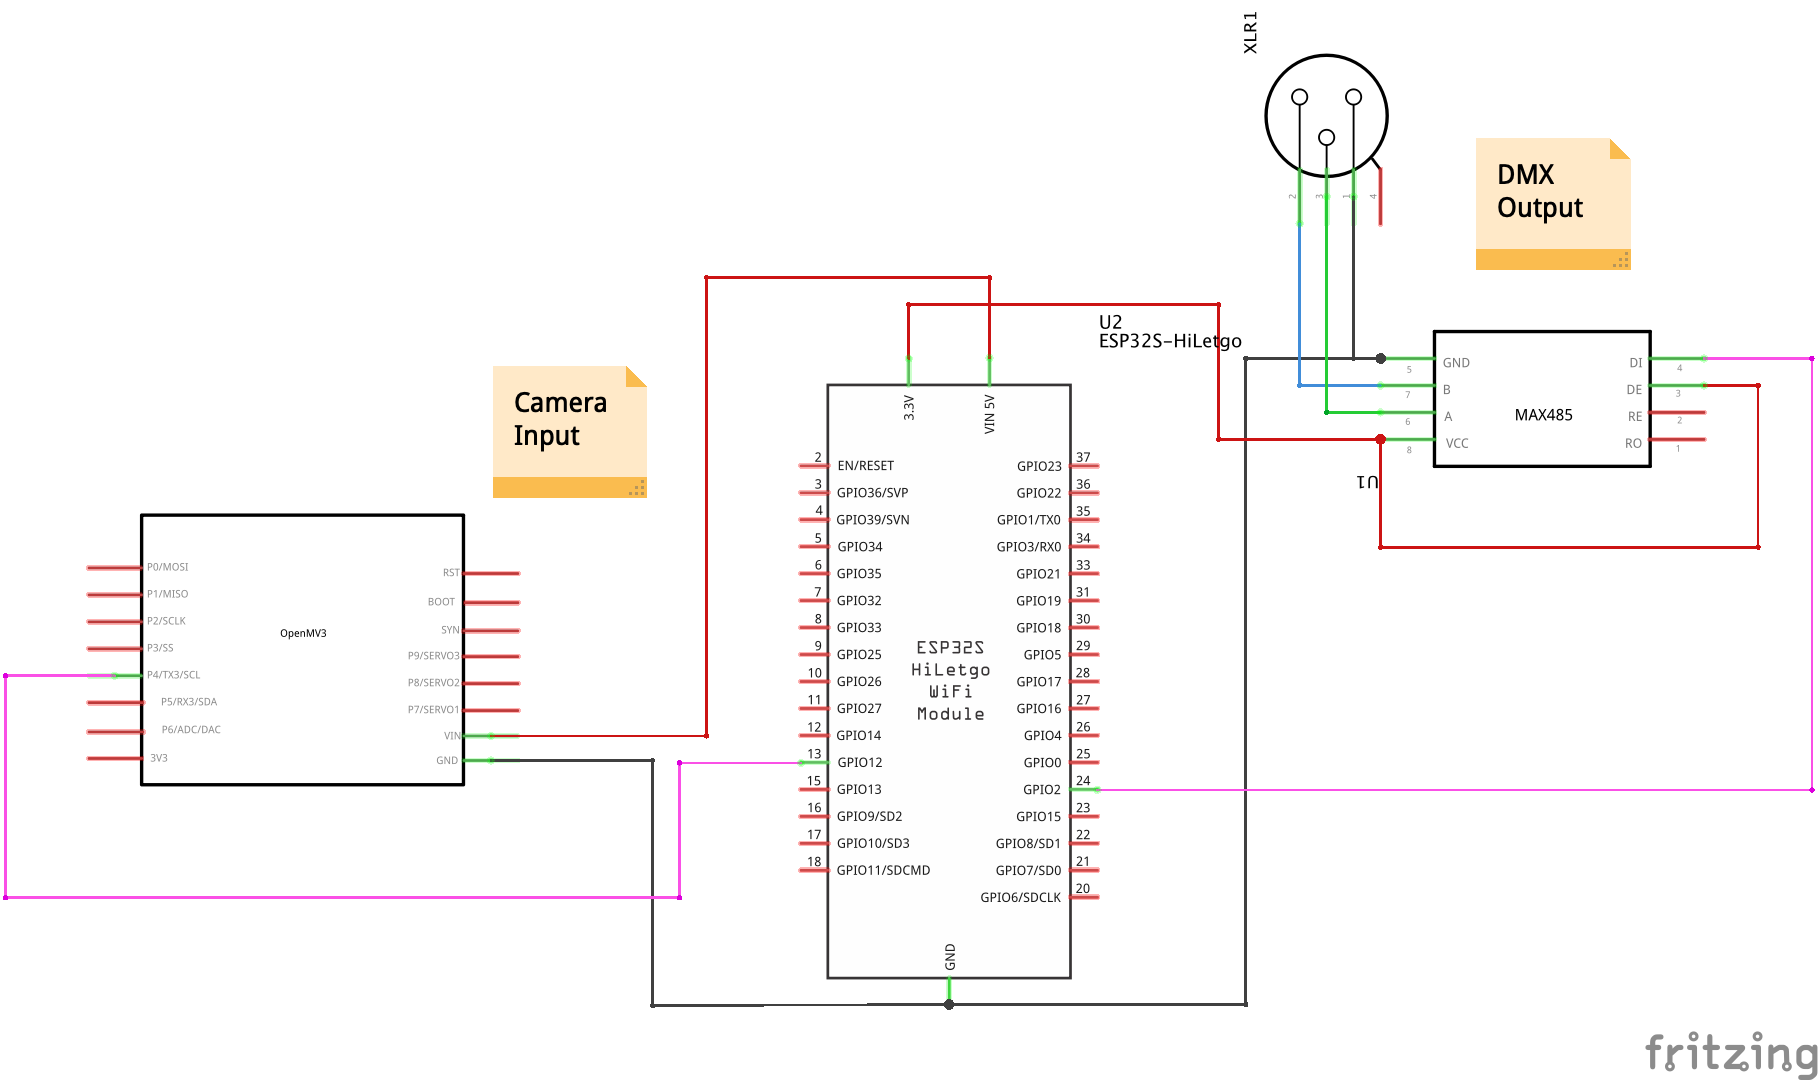 XLR1
2
3
1
4
DMX
Output
U2
ESP32S-HiLetgo
Camera
Input
GND
5
B
7
A
6
VCC
8
MAX485
DI
4
DE
3
RE
2
RO
1
U1
3.3V
VIN 5V
2
EN/RESET
3
GPIO36/SVP
4
GPIO39/SVN
5
GPIO34
6
GPIO35
7
GPIO32
8
GPIO33
9
GPIO25
10
GPIO26
11
GPIO27
12
GPIO14
13
GPIO12
15
GPIO13
16
GPIO9/SD2
17
GPIO10/SD3
18
GPIO11/SDCMD
ESP32S
HiLetgo
WiFi
Module
GPIO23
37
GPIO22
36
GPIO1/TX0
35
GPIO3/RX0
34
GPIO21
33
GPIO19
31
GPIO18
30
GPIO5
29
GPIO17
28
GPIO16
27
GPIO4
26
GPIO0
25
GPIO2
24
GPIO15
23
GPIO8/SD1
22
GPIO7/SD0
21
GPIO6/SDCLK
20
GND
P0/MOSI
P1/MISO
P2/SCLK
P3/SS
P4/TX3/SCL
P5/RX3/SDA
P6/ADC/DAC
3V3
OpenMV3
RST
BOOT
SYN
P9/SERVO3
P8/SERVO2
P7/SERVO1
VIN
GND
fritzing